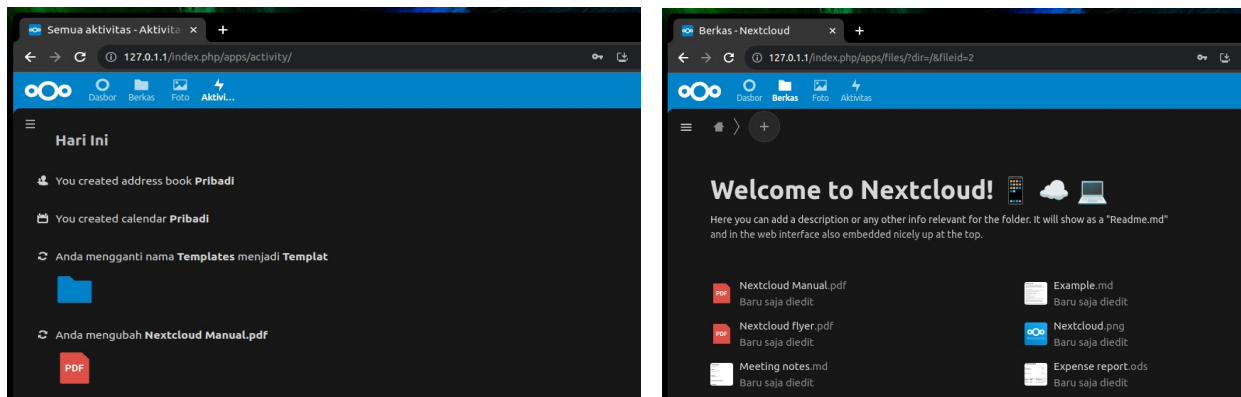 Semua aktivitas - Aktivita
127.0.1.1/index.php/apps/activity/
Dasbor Berkas Foto Aktivi...
Hari Ini
You created address book Pribadi
You created calendar Pribadi
Anda mengganti nama Templates menjadi Templat
Anda mengubah Nextcloud Manual.pdf
PDF
Berkas - Nextcloud
127.0.1.1/index.php/apps/files/?dir=/&fileid=2
Dasbor Berkas Foto Aktivitas
Welcome to Nextcloud!
Here you can add a description or any other info relevant for the folder. It will show as a "Readme.md"
and in the web interface also embedded nicely up at the top.
PDF Nextcloud Manual.pdf
Baru saja diedit
Example.md
Baru saja diedit
PDF Nextcloud flyer.pdf
Baru saja diedit
Nextcloud.png
Baru saja diedit
Meeting notes.md
Baru saja diedit
Expense report.ods
Baru saja diedit